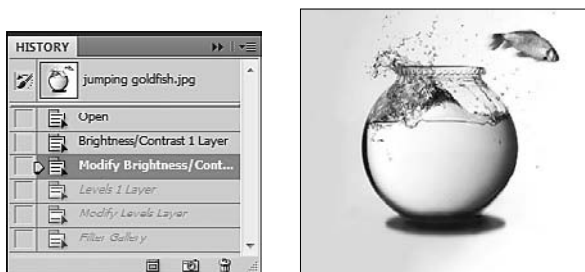 HISTORY
jumping goldfish.jpg
Open
Brightness/Contrast 1 Layer
Modify Brightness/Cont...
Levels 1 Layer
Modify Levels Layer
Filter Gallery